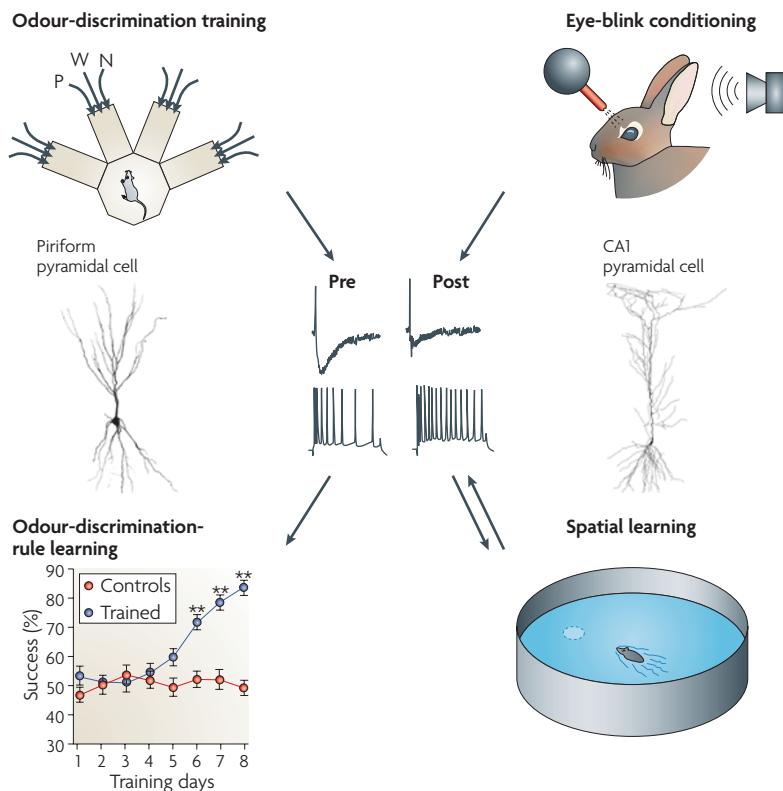 Odour-discrimination training
Eye-blink conditioning
P
W
N
Piriform
pyramidal cell
CA1
pyramidal cell
Pre
Post
Odour-discrimination-
rule learning
Spatial learning
90
80
70
60
50
40
30
Success (%)
Controls
Trained
**
**
**
1 2 3 4 5 6 7 8
Training days